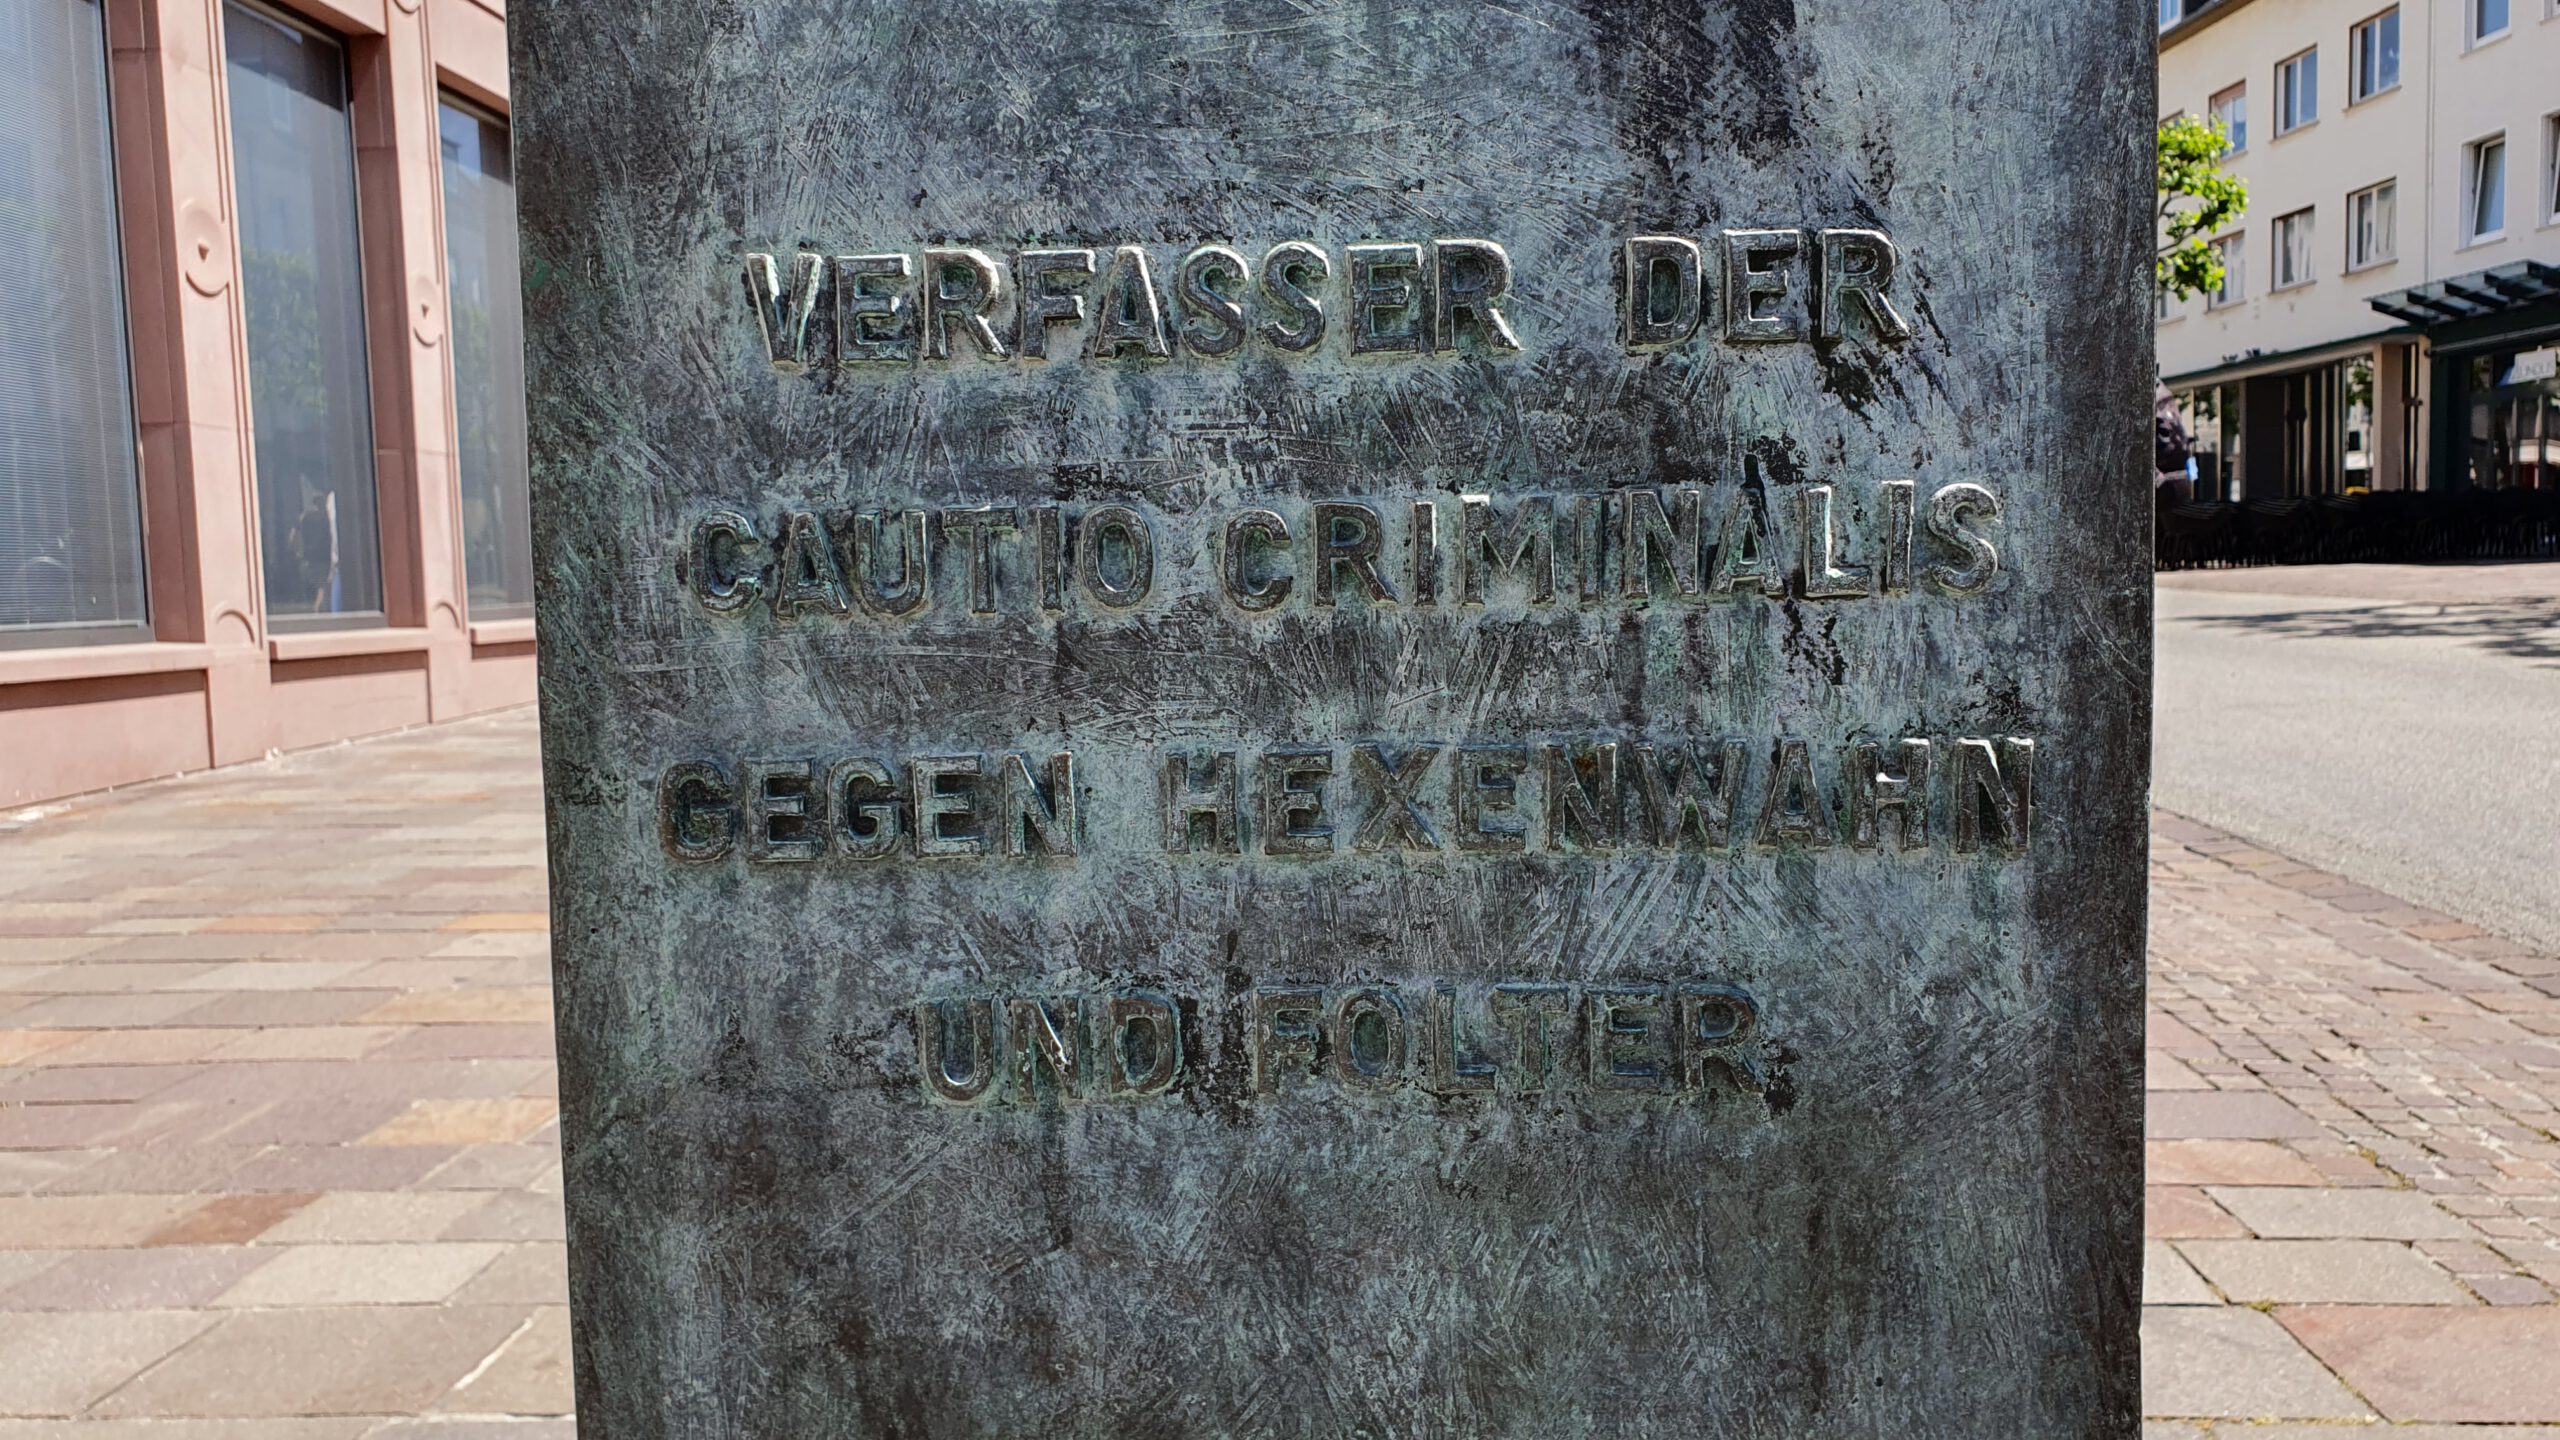 VERFASSER DER
CAUTIO CRIMINALIS
GEGEN HEXENWAHN
UND FOLTER